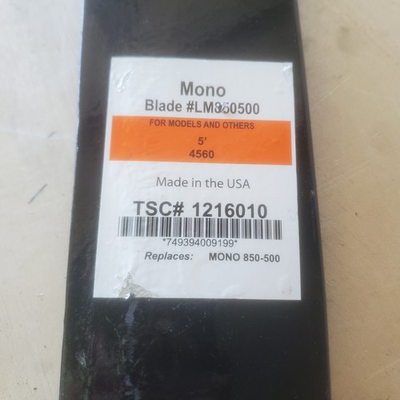 Mono
Blade #LM850500
FOR MODELS AND OTHERS
5'
4560
Made in the USA
TSC# 1216010
*749394009199*
Replaces: MONO 850-500